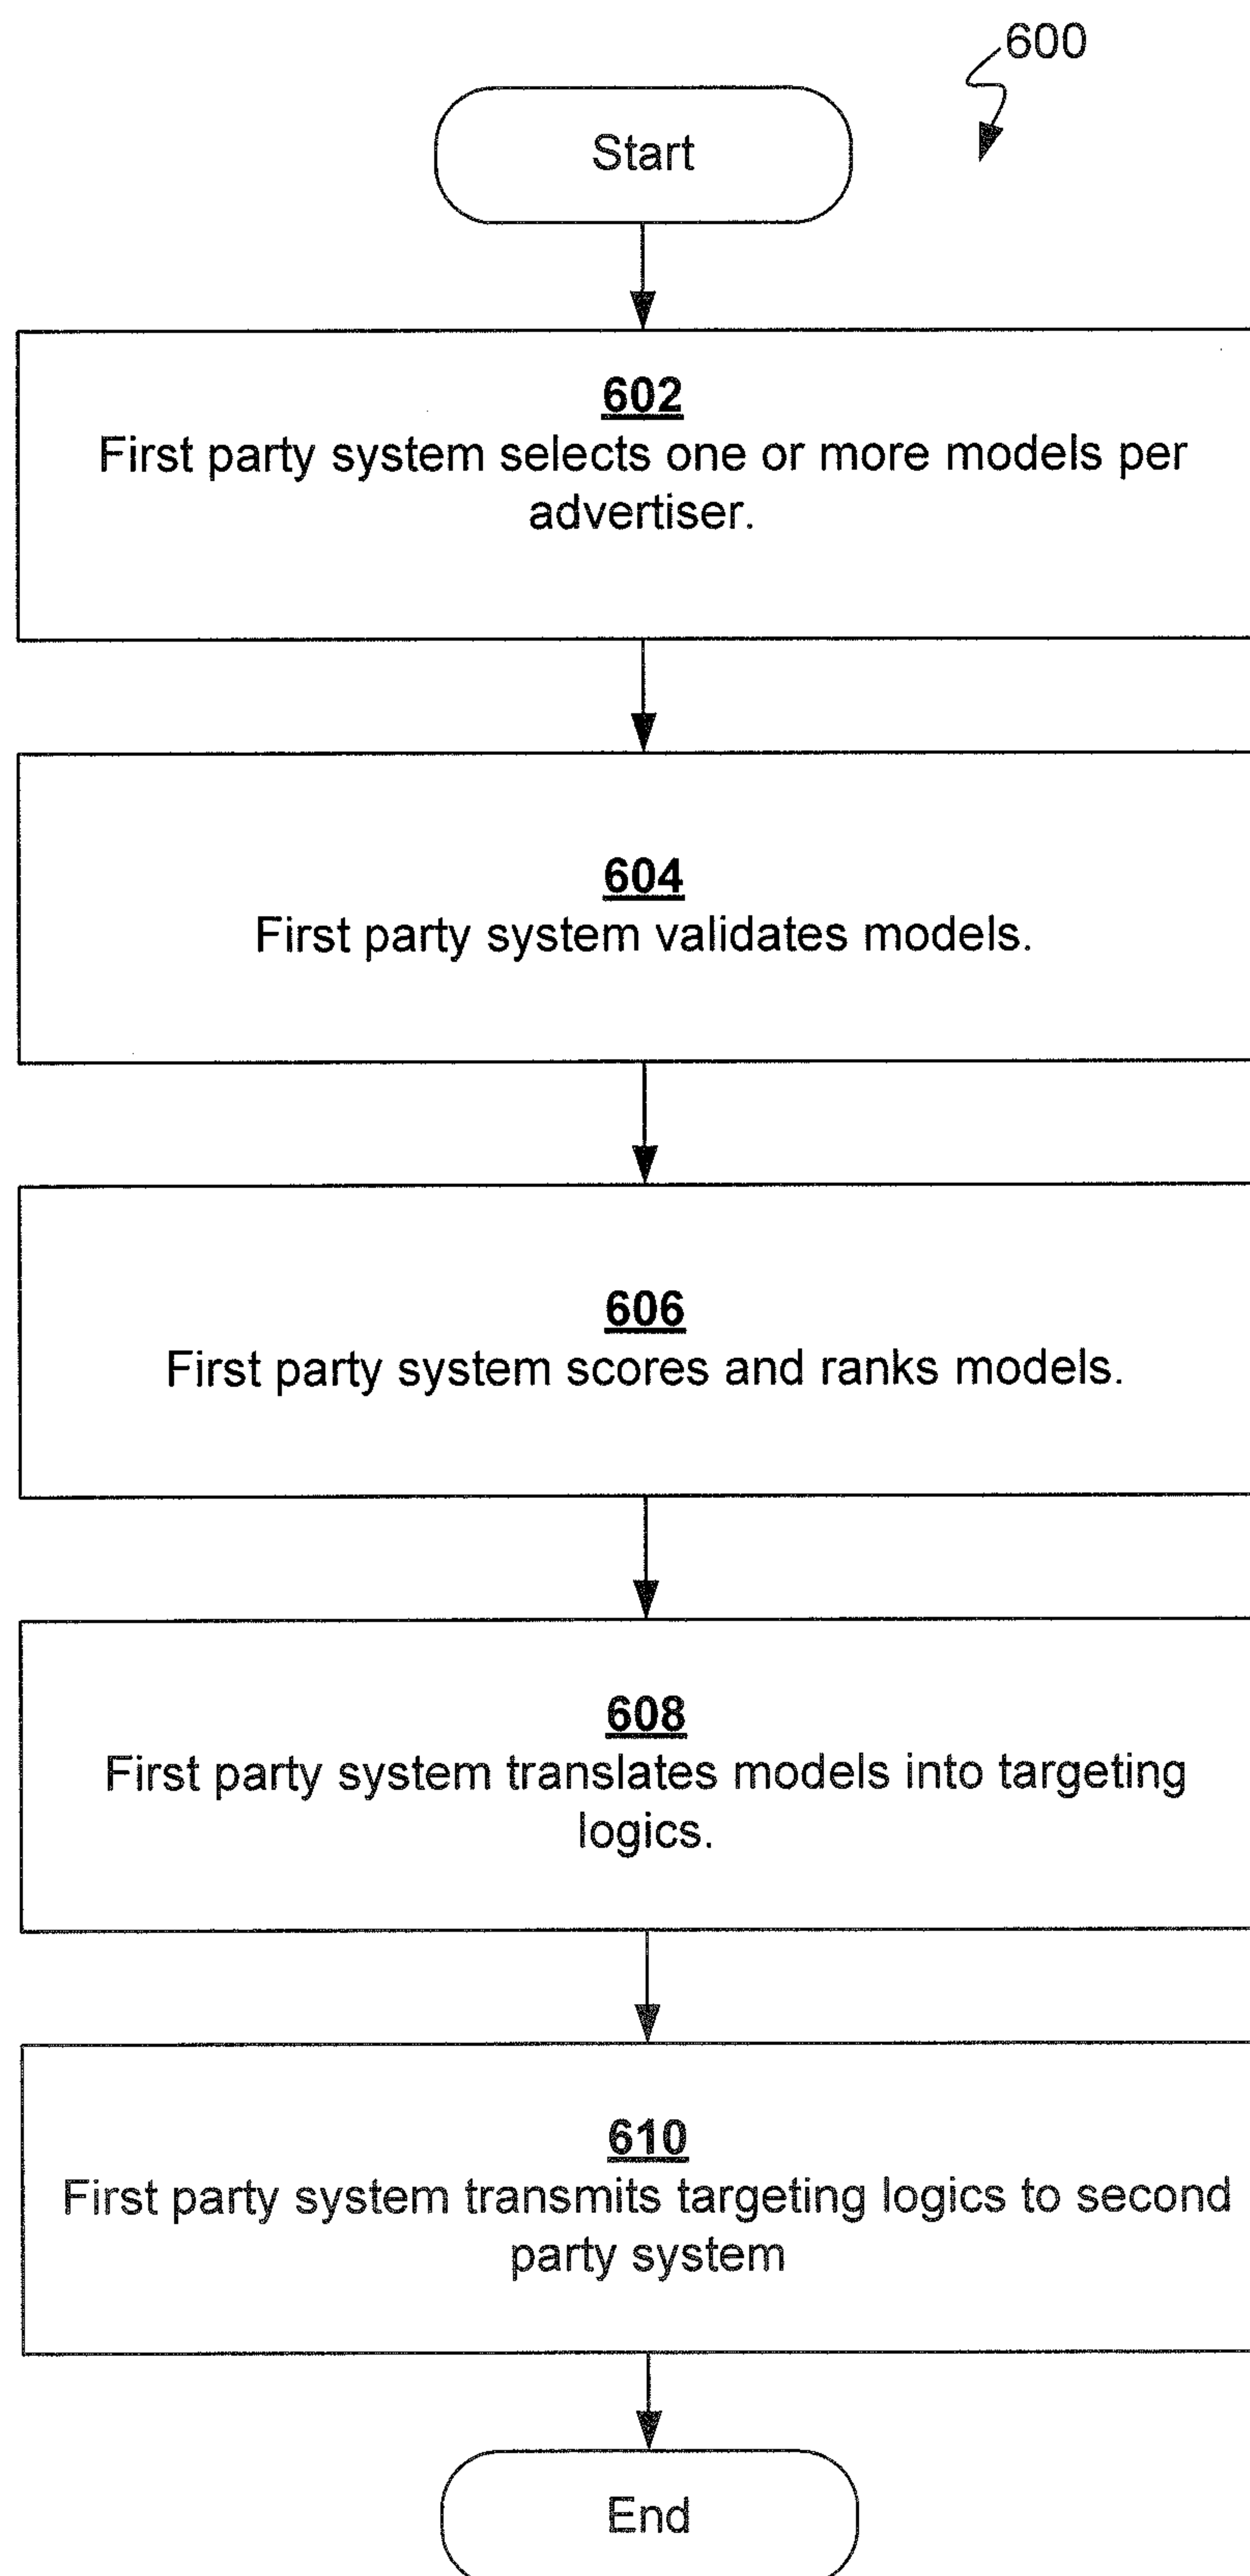 600
Start
602
First party system selects one or more models per
advertiser.
604
First party system validates models.
606
First party system scores and ranks models.
608
First party system translates models into targeting
logics.
610
First party system transmits targeting logics to second
party system
End